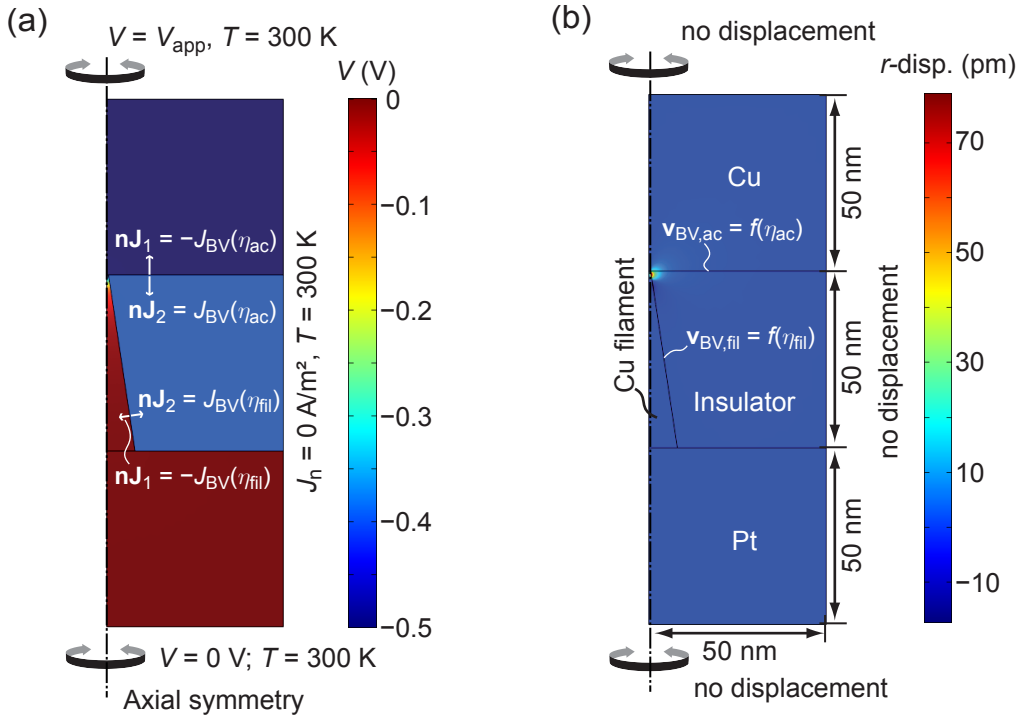 (a)
V = Vapp, T = 300 K
V (V)
0
−0.1
−0.2
−0.3
−0.4
−0.5
nJ1 = −JBV(ηac)
nJ2 = JBV(ηac)
nJ2 = JBV(ηfil)
nJ1 = −JBV(ηfil)
Jn = 0 A/m², T = 300 K
V = 0 V; T = 300 K
Axial symmetry
(b)
no displacement
r-disp. (pm)
70
50
30
10
−10
Cu
50 nm
vBV,ac = f(ηac)
Cu filament
vBV,fil = f(ηfil)
Insulator
50 nm
no displacement
Pt
50 nm
50 nm
no displacement